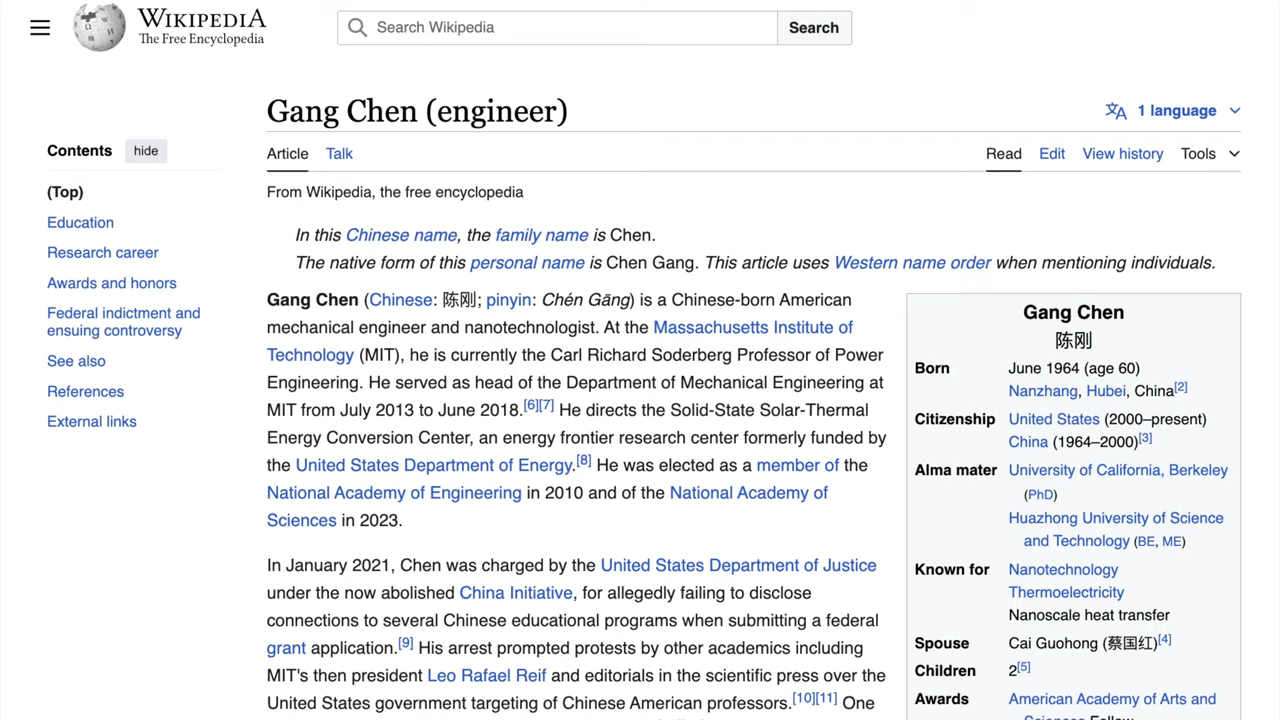 WIKIPEDIA
The Free Encyclopedia
Search Wikipedia
Search
Gang Chen (engineer)
1 language
Contents
hide
Article
Talk
Read
Edit
View history
Tools
(Top)
Education
Research career
Awards and honors
Federal indictment and
ensuing controversy
See also
References
External links
From Wikipedia, the free encyclopedia
In this Chinese name, the family name is Chen.
The native form of this personal name is Chen Gang. This article uses Western name order when mentioning individuals.
Gang Chen (Chinese: 陈刚; pinyin: Chén Gāng) is a Chinese-born American
mechanical engineer and nanotechnologist. At the Massachusetts Institute of
Technology (MIT), he is currently the Carl Richard Soderberg Professor of Power
Engineering. He served as head of the Department of Mechanical Engineering at
MIT from July 2013 to June 2018.[6][7] He directs the Solid-State Solar-Thermal
Energy Conversion Center, an energy frontier research center formerly funded by
the United States Department of Energy.[8] He was elected as a member of the
National Academy of Engineering in 2010 and of the National Academy of
Sciences in 2023.
In January 2021, Chen was charged by the United States Department of Justice
under the now abolished China Initiative, for allegedly failing to disclose
connections to several Chinese educational programs when submitting a federal
grant application.[9] His arrest prompted protests by other academics including
MIT's then president Leo Rafael Reif and editorials in the scientific press over the
United States government targeting of Chinese American professors.[10][11] One
Gang Chen
陈刚
Born June 1964 (age 60)
Nanzhang, Hubei, China[2]
Citizenship United States (2000–present)
China (1964–2000)[3]
Alma mater University of California, Berkeley
(PhD)
Huazhong University of Science
and Technology (BE, ME)
Known for Nanotechnology
Thermoelectricity
Nanoscale heat transfer
Spouse Cai Guohong (蔡国红)[4]
Children 2[5]
Awards American Academy of Arts and
Sciences Fellow